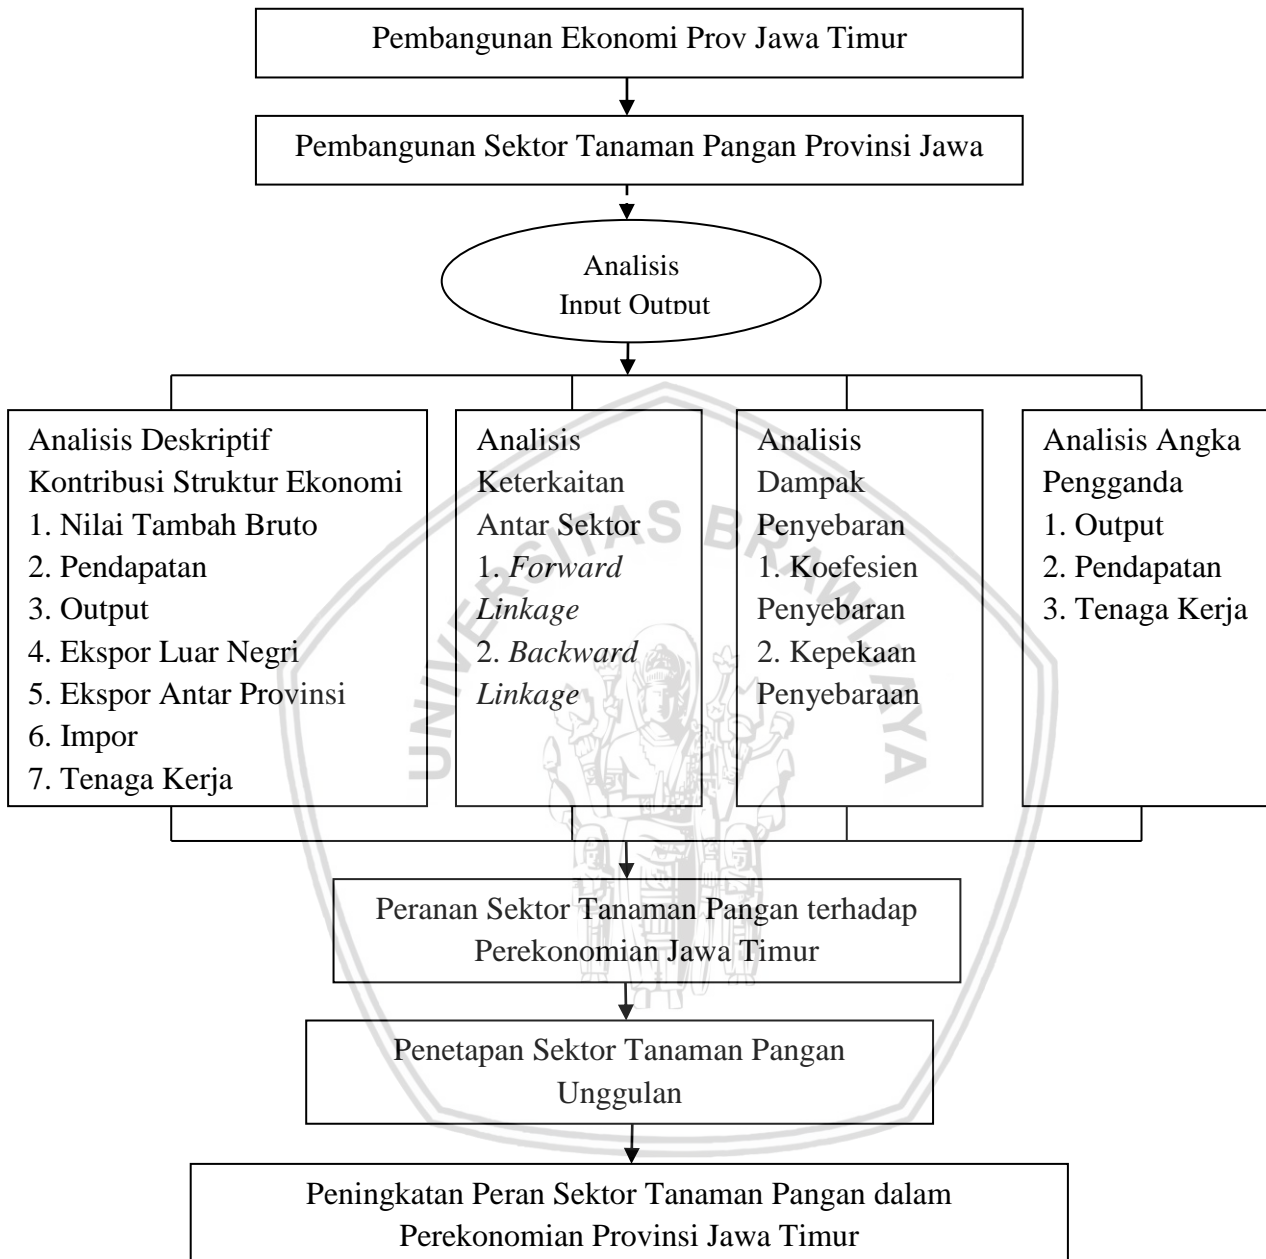 Pembangunan Ekonomi Prov Jawa Timur
Pembangunan Sektor Tanaman Pangan Provinsi Jawa
Analisis
Input Output
Analisis Deskriptif
Kontribusi Struktur Ekonomi
1. Nilai Tambah Bruto
2. Pendapatan
3. Output
4. Ekspor Luar Negri
5. Ekspor Antar Provinsi
6. Impor
7. Tenaga Kerja
Analisis
Keterkaitan
Antar Sektor
1. Forward
Linkage
2. Backward
Linkage
Analisis
Dampak
Penyebaran
1. Koefesien
Penyebaran
2. Kepekaan
Penyebaraan
Analisis Angka
Pengganda
1. Output
2. Pendapatan
3. Tenaga Kerja
UNIVERSITAS BRAWIJAYA
Peranan Sektor Tanaman Pangan terhadap
Perekonomian Jawa Timur
Penetapan Sektor Tanaman Pangan
Unggulan
Peningkatan Peran Sektor Tanaman Pangan dalam
Perekonomian Provinsi Jawa Timur